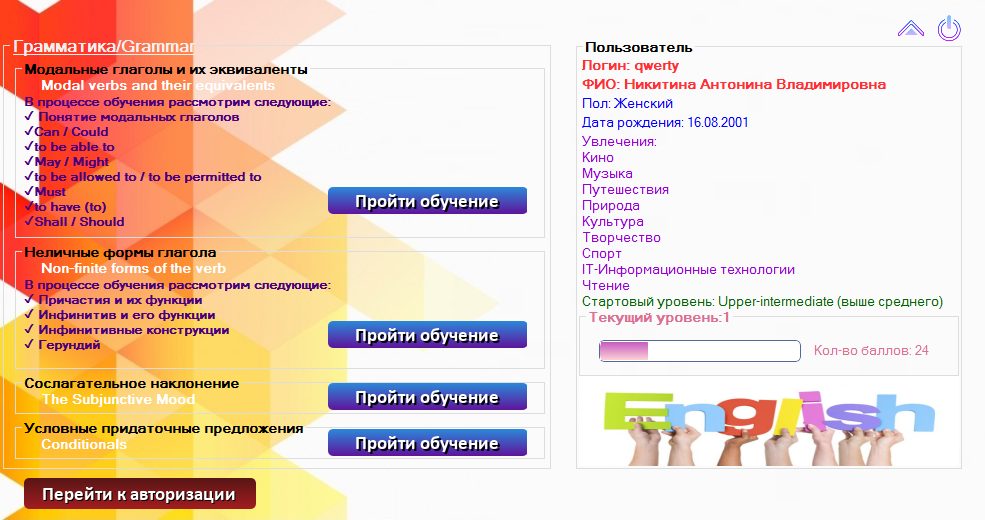 Грамматика/Grammar
Модальные глаголы и их эквиваленты
Modal verbs and their equivalents
В процессе обучения рассмотрим следующие:
✓ Понятие модальных глаголов
✓Can / Could
✓to be able to
✓May / Might
✓to be allowed to / to be permitted to
✓Must
✓to have (to)
✓Shall / Should
Пройти обучение
Неличные формы глагола
Non-finite forms of the verb
В процессе обучения рассмотрим следующие:
✓ Причастия и их функции
✓ Инфинитив и его функции
✓ Инфинитивные конструкции
✓ Герундий
Пройти обучение
Сослагательное наклонение
The Subjunctive Mood
Пройти обучение
Условные придаточные предложения
Conditionals
Пройти обучение
Перейти к авторизации
Пользователь
Логин: qwerty
ФИО: Никитина Антонина Владимировна
Пол: Женский
Дата рождения: 16.08.2001
Увлечения:
Кино
Музыка
Путешествия
Природа
Культура
Творчество
Спорт
IT-Информационные технологии
Чтение
Стартовый уровень: Upper-intermediate (выше среднего)
Текущий уровень:1
Кол-во баллов: 24
English